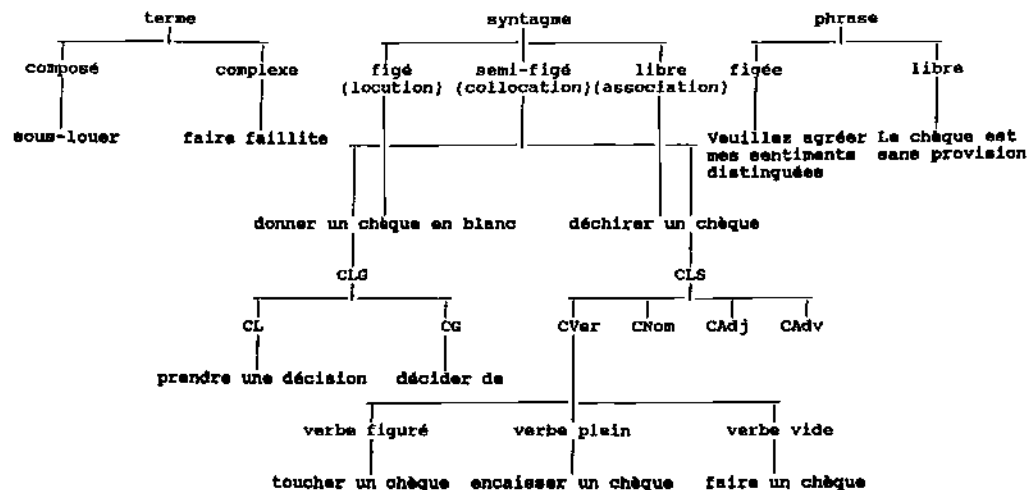 terme syntagme phrase
composé complexe figé semi-figé libre figée libre
(locution) (collocation) (association)
sous-louer faire faillite Veuillez agréer Le chèque est
mes sentiments sans provision
distinguées
donner un chèque en blanc déchirer un chèque
CLG CLS
CL CG CVer CNom CAdj CAdv
prendre une décision décider de
verbe figuré verbe plein verbe vide
toucher un chèque encaisser un chèque faire un chèque